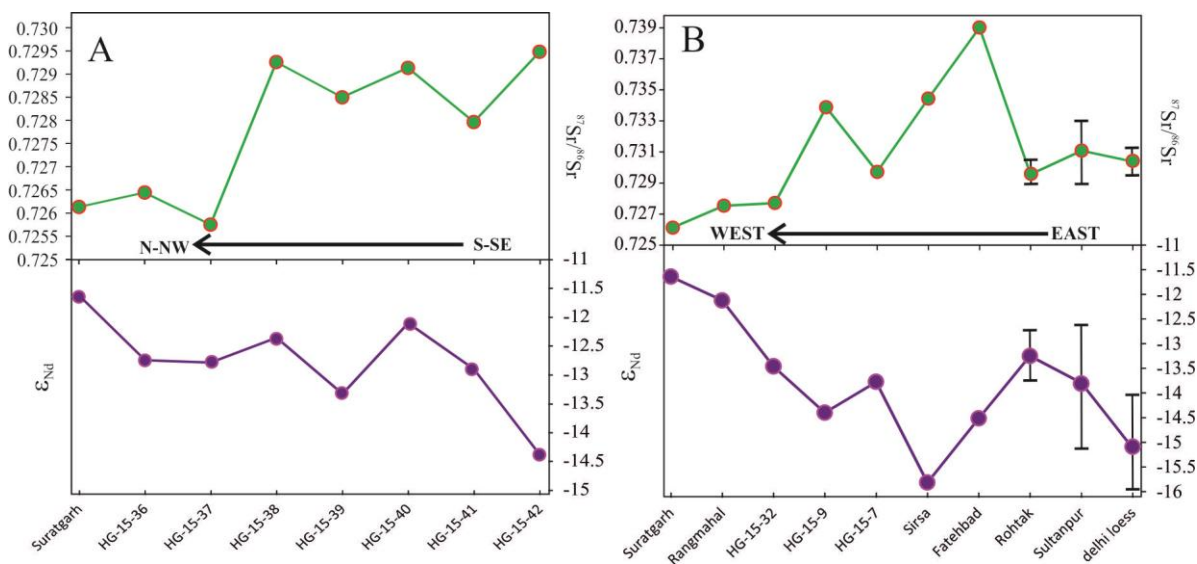 A
0.730
0.7295
0.729
0.7285
0.728
0.7275
0.727
0.7265
0.726
0.7255
0.725
⁸⁷Sr/⁸⁶Sr
N-NW
S-SE
εNd
-11
-11.5
-12
-12.5
-13
-13.5
-14
-14.5
-15
Suratgarh
HG-15-36
HG-15-37
HG-15-38
HG-15-39
HG-15-40
HG-15-41
HG-15-42
B
0.739
0.737
0.735
0.733
0.731
0.729
0.727
0.725
⁸⁷Sr/⁸⁶Sr
WEST
EAST
εNd
-11
-11.5
-12
-12.5
-13
-13.5
-14
-14.5
-15
-15.5
-16
Suratgarh
Rangmahal
HG-15-32
HG-15-9
HG-15-7
Sirsa
Fatehbad
Rohtak
Sultanpur
delhi loess